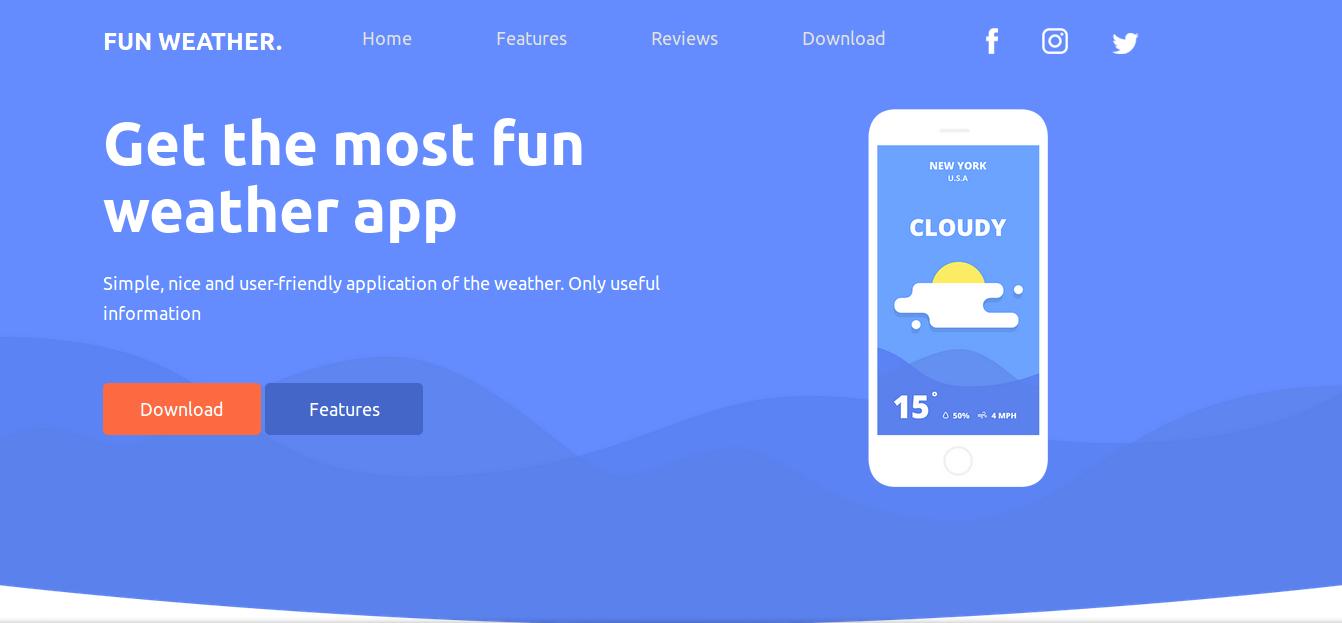 FUN WEATHER.
Home
Features
Reviews
Download
Get the most fun
weather app
Simple, nice and user-friendly application of the weather. Only useful
information
Download
Features
NEW YORK
U.S.A
CLOUDY
15°
50%
4 MPH